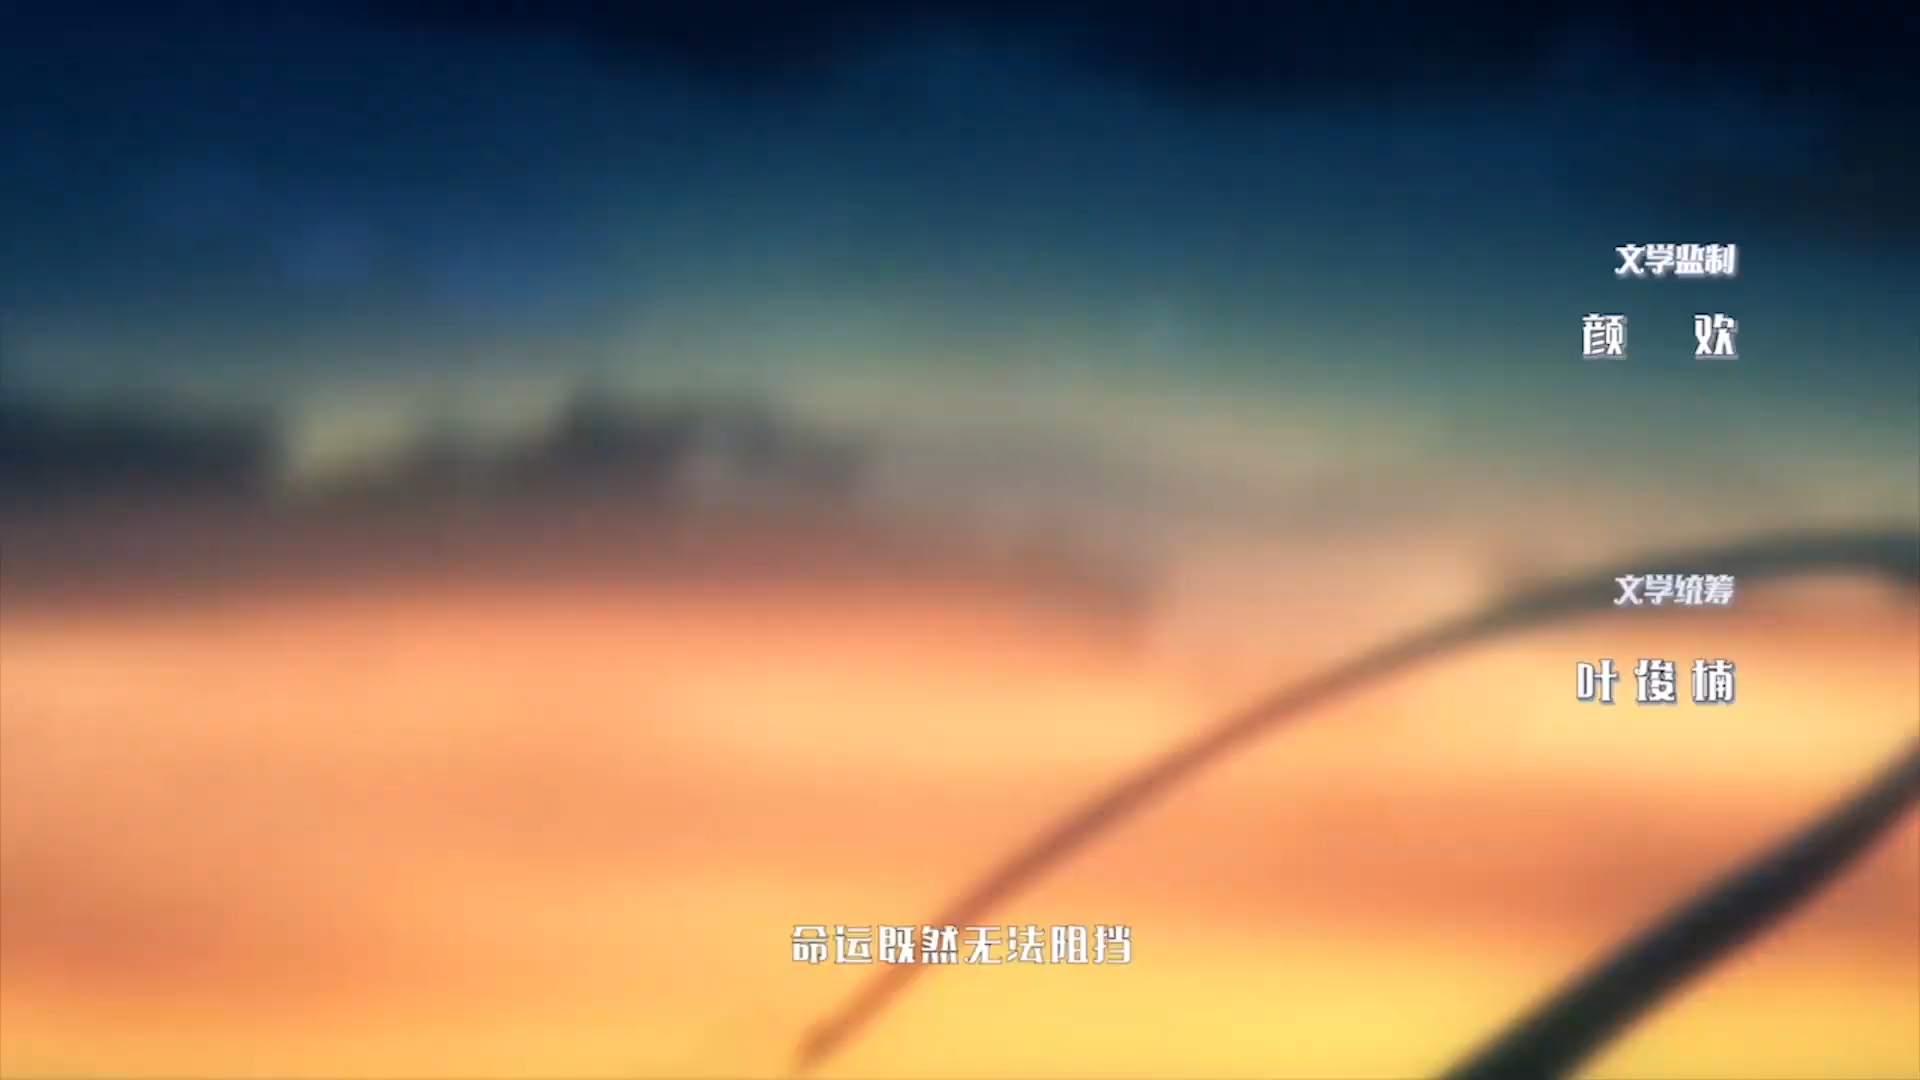 文学监制
颜 欢
文学统筹
叶俊楠
命运既然无法阻挡